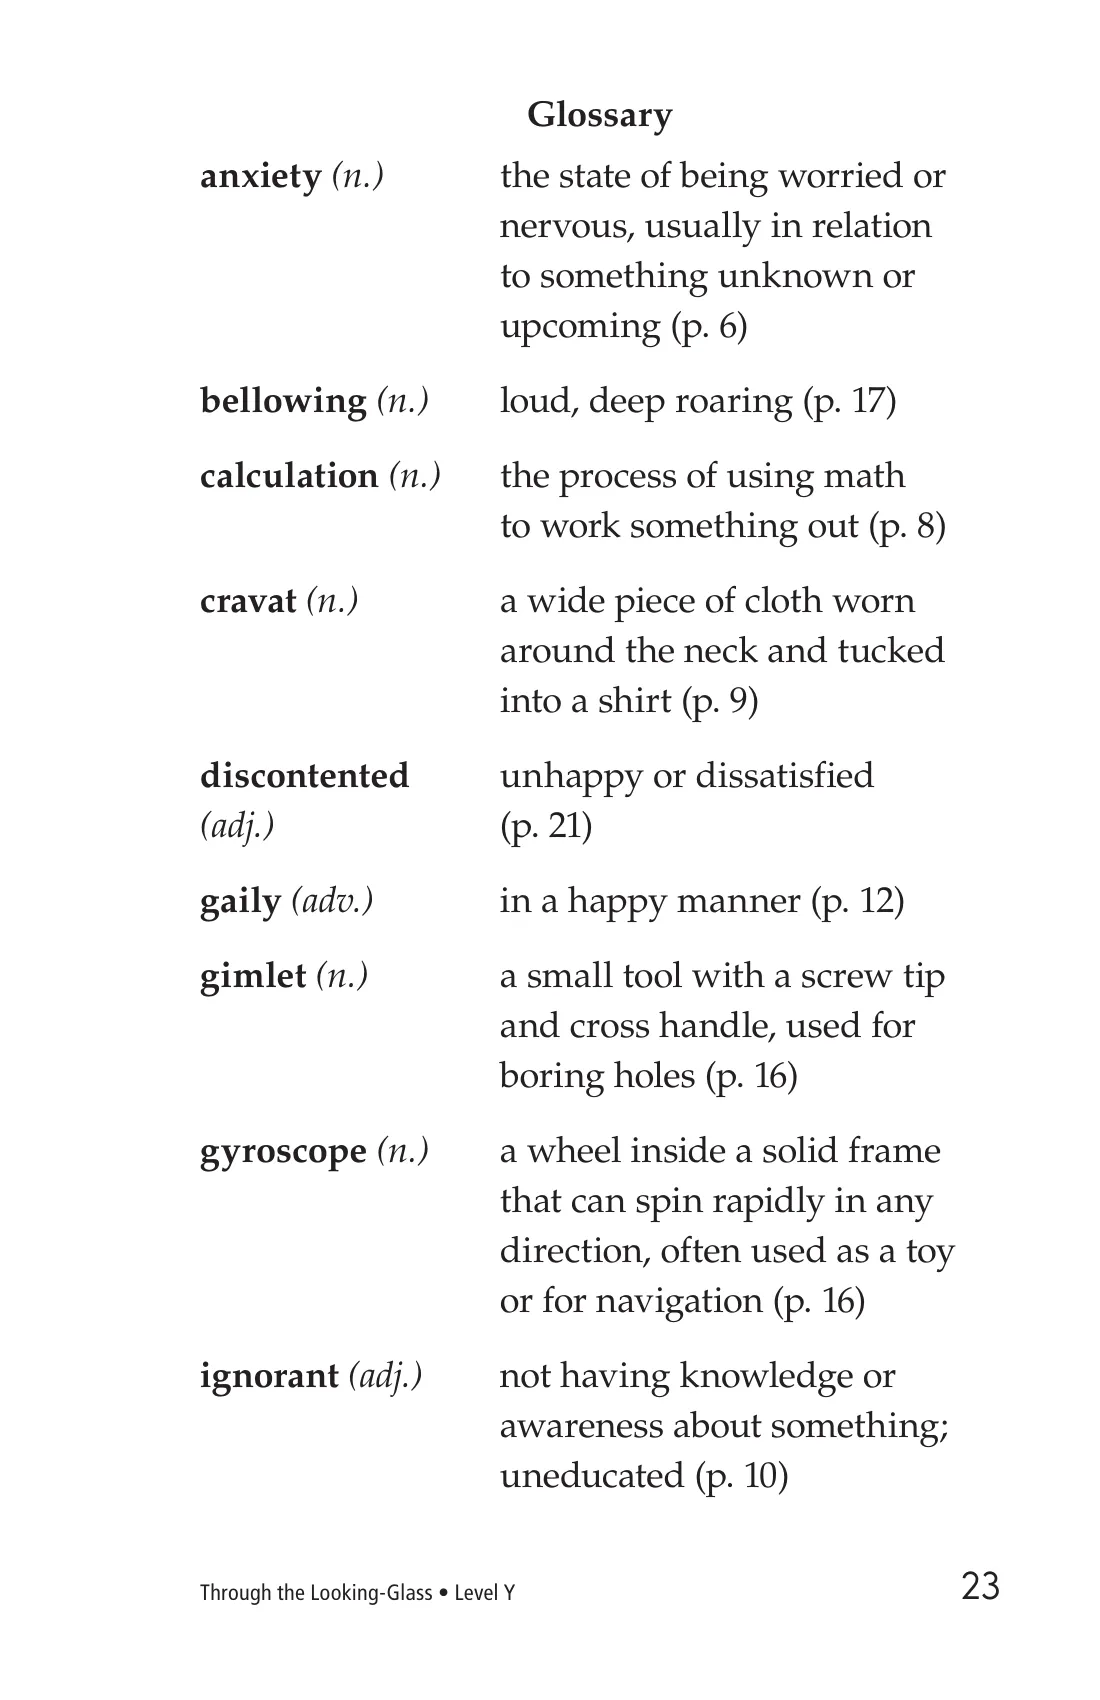 Glossary
anxiety (n.) the state of being worried or
nervous, usually in relation
to something unknown or
upcoming (p. 6)
bellowing (n.) loud, deep roaring (p. 17)
calculation (n.) the process of using math
to work something out (p. 8)
cravat (n.) a wide piece of cloth worn
around the neck and tucked
into a shirt (p. 9)
discontented unhappy or dissatisfied
(adj.) (p. 21)
gaily (adv.) in a happy manner (p. 12)
gimlet (n.) a small tool with a screw tip
and cross handle, used for
boring holes (p. 16)
gyroscope (n.) a wheel inside a solid frame
that can spin rapidly in any
direction, often used as a toy
or for navigation (p. 16)
ignorant (adj.) not having knowledge or
awareness about something;
uneducated (p. 10)
Through the Looking-Glass • Level Y 23